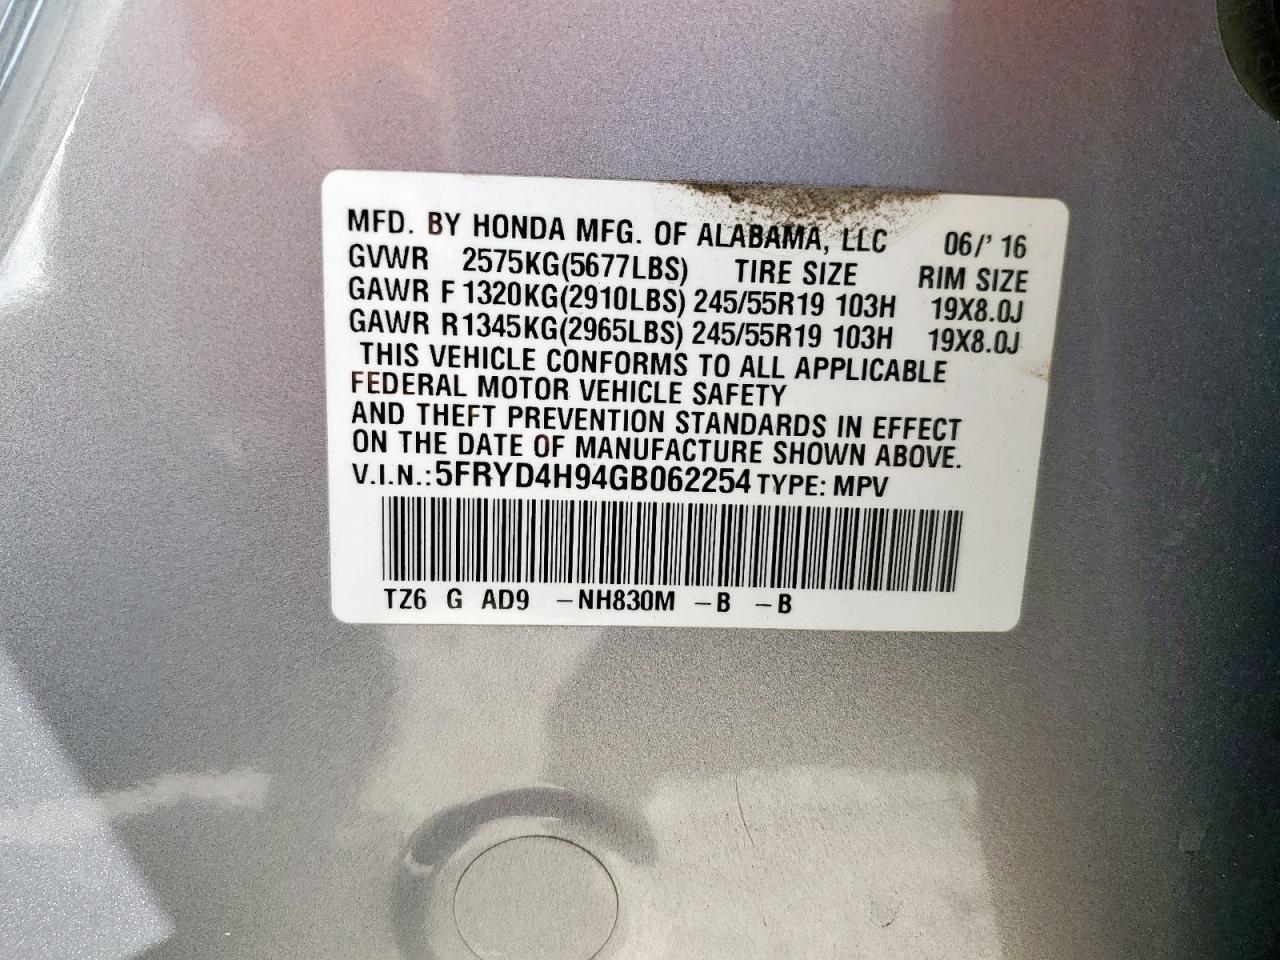 MFD. BY HONDA MFG. OF ALABAMA, LLC 06/' 16
GVWR 2575KG(5677LBS) TIRE SIZE RIM SIZE
GAWR F 1320KG(2910LBS) 245/55R19 103H 19X8.0J
GAWR R1345KG(2965LBS) 245/55R19 103H 19X8.0J
THIS VEHICLE CONFORMS TO ALL APPLICABLE
FEDERAL MOTOR VEHICLE SAFETY
AND THEFT PREVENTION STANDARDS IN EFFECT
ON THE DATE OF MANUFACTURE SHOWN ABOVE.
V.I.N.:5FRYD4H94GB062254 TYPE: MPV
TZ6 G AD9 -NH830M -B -B